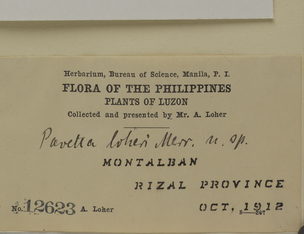 Herbarium, Bureau of Science, Manila, P. I.
FLORA OF THE PHILIPPINES
PLANTS OF LUZON
Collected and presented by Mr. A. Loher
Pavetta loheri Merr. n. sp.
MONTALBAN
RIZAL PROVINCE
No. 12623 A. Loher OCT, 1912